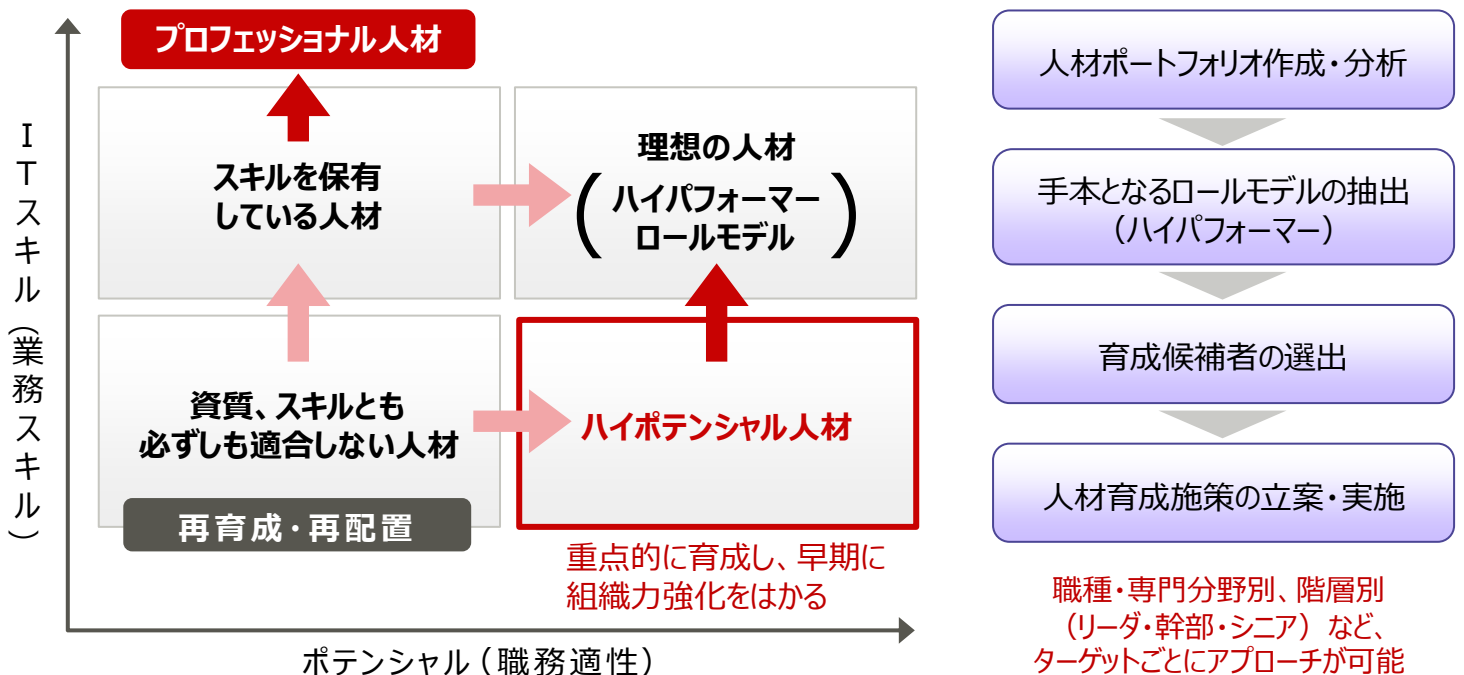 プロフェッショナル人材
ITスキル（業務スキル）
スキルを保有
している人材
理想の人材
（ハイパフォーマー
ロールモデル）
資質、スキルとも
必ずしも適合しない人材
再育成・再配置
ハイポテンシャル人材
重点的に育成し、早期に
組織力強化をはかる
ポテンシャル（職務適性）
人材ポートフォリオ作成・分析
手本となるロールモデルの抽出
（ハイパフォーマー）
育成候補者の選出
人材育成施策の立案・実施
職種・専門分野別、階層別
（リーダ・幹部・シニア）など、
ターゲットごとにアプローチが可能